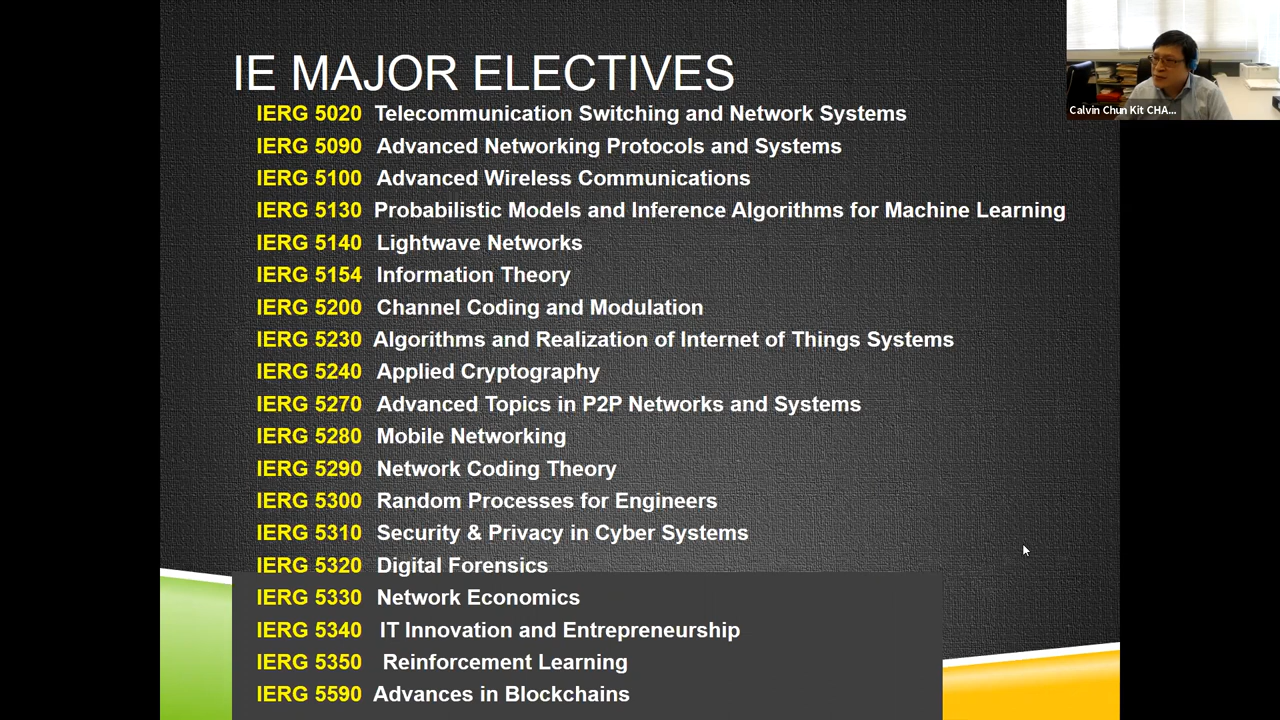 IE MAJOR ELECTIVES
IERG 5020 Telecommunication Switching and Network Systems
IERG 5090 Advanced Networking Protocols and Systems
IERG 5100 Advanced Wireless Communications
IERG 5130 Probabilistic Models and Inference Algorithms for Machine Learning
IERG 5140 Lightwave Networks
IERG 5154 Information Theory
IERG 5200 Channel Coding and Modulation
IERG 5230 Algorithms and Realization of Internet of Things Systems
IERG 5240 Applied Cryptography
IERG 5270 Advanced Topics in P2P Networks and Systems
IERG 5280 Mobile Networking
IERG 5290 Network Coding Theory
IERG 5300 Random Processes for Engineers
IERG 5310 Security & Privacy in Cyber Systems
IERG 5320 Digital Forensics
IERG 5330 Network Economics
IERG 5340 IT Innovation and Entrepreneurship
IERG 5350 Reinforcement Learning
IERG 5590 Advances in Blockchains
Calvin Chun Kit CHA...